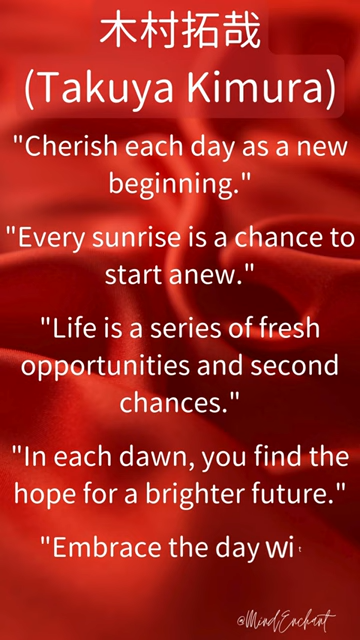 木村拓哉
(Takuya Kimura)
"Cherish each day as a new
beginning."
"Every sunrise is a chance to
start anew."
"Life is a series of fresh
opportunities and second
chances."
"In each dawn, you find the
hope for a brighter future."
"Embrace the day wi
@MindEnchant